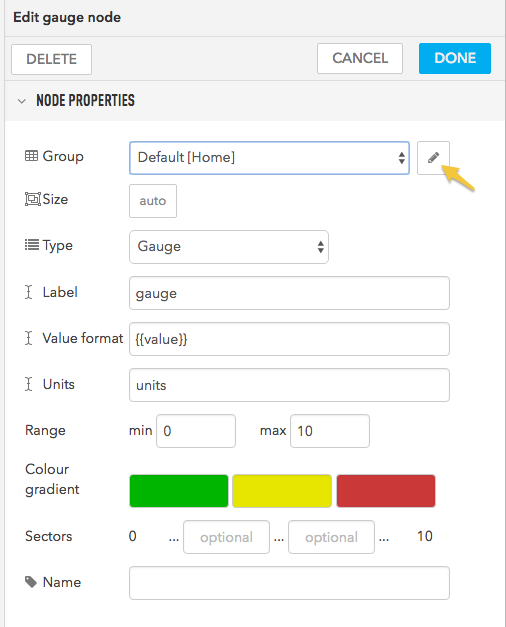 Edit gauge node
DELETE CANCEL DONE
NODE PROPERTIES
Group Default [Home]
Size auto
Type Gauge
Label gauge
Value format {{value}}
Units units
Range min 0 max 10
Colour
gradient
Sectors 0 ... optional ... optional ... 10
Name